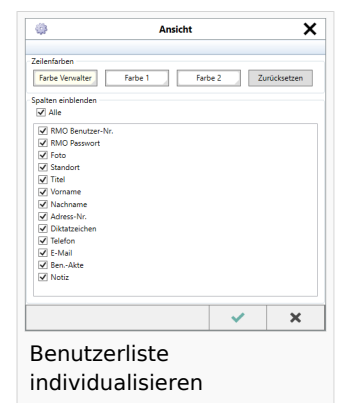 Ansicht
Zeilenfarben
Farbe Verwalter Farbe 1 Farbe 2 Zurücksetzen
Spalten einblenden
Alle
RMO Benutzer-Nr.
RMO Passwort
Foto
Standort
Titel
Vorname
Nachname
Adress-Nr.
Diktatzeichen
Telefon
E-Mail
Ben.-Akte
Notiz
Benutzerliste
individualisieren